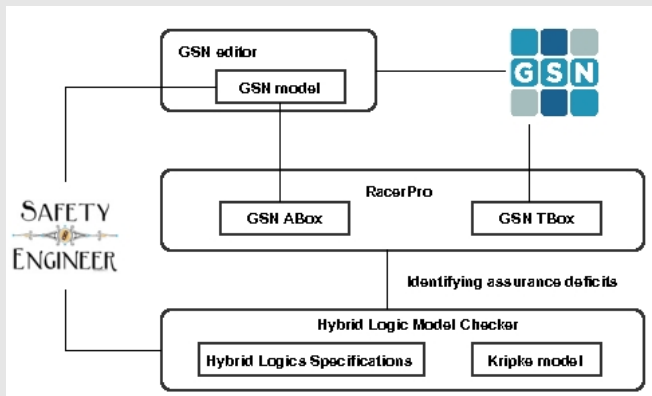 GSN editor
GSN model
GSN
RacerPro
GSN ABox
GSN TBox
SAFETY
ENGINEER
Identifying assurance deficits
Hybrid Logic Model Checker
Hybrid Logics Specifications
Kripke model